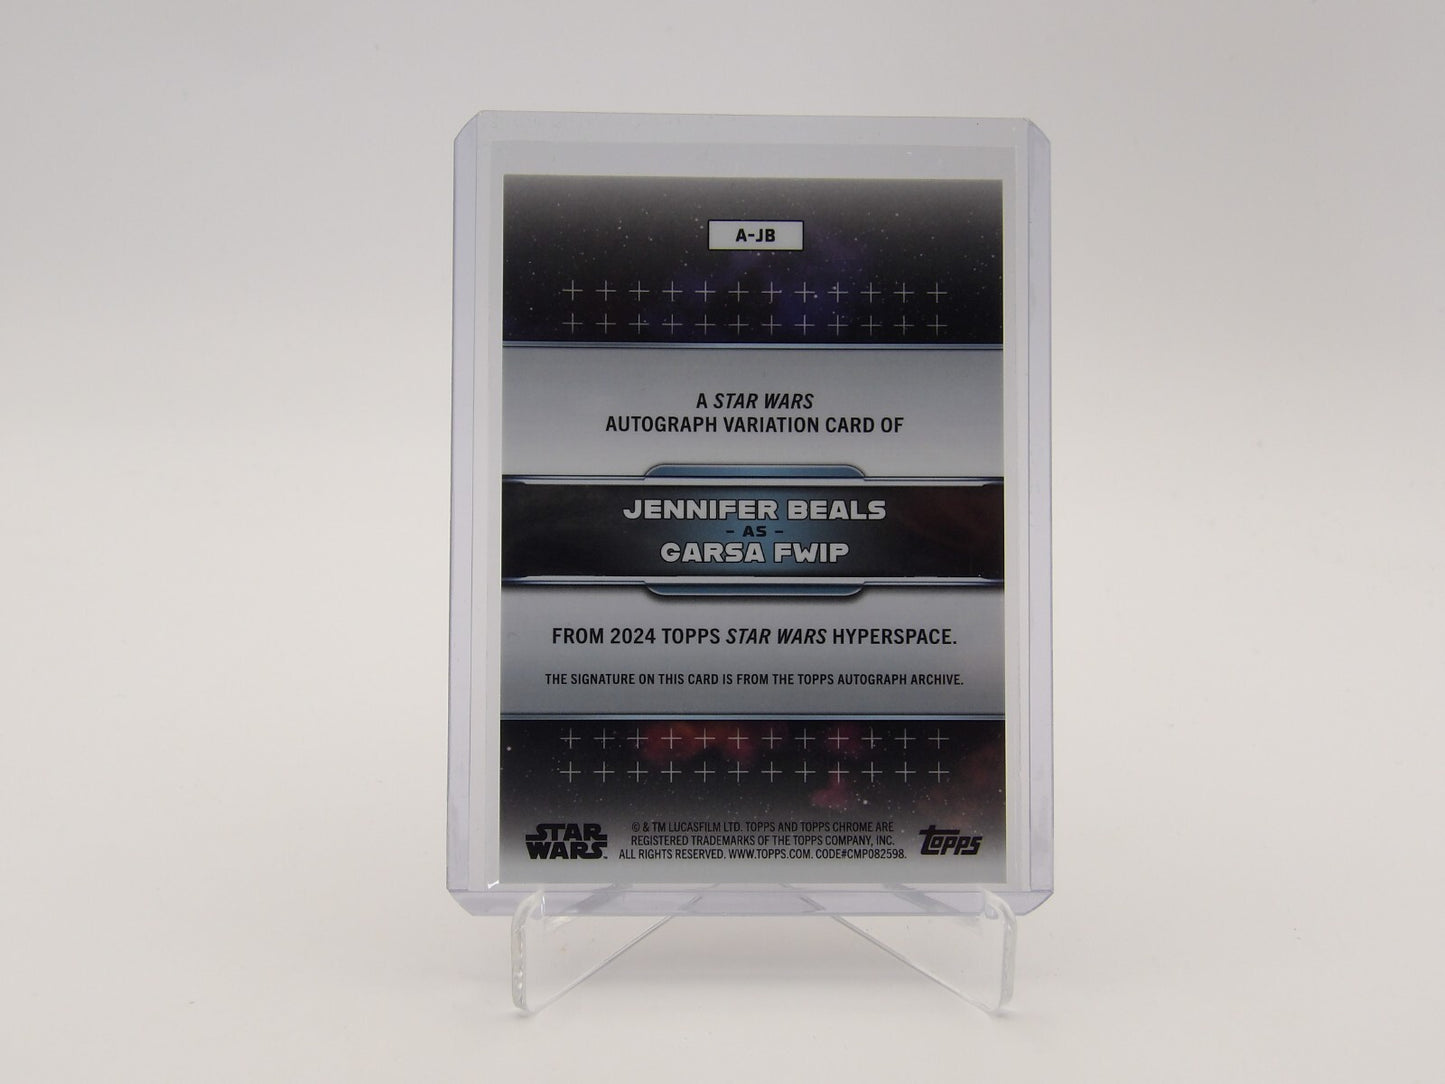 A-JB
A STAR WARS
AUTOGRAPH VARIATION CARD OF
JENNIFER BEALS
- AS -
GARSA FWIP
FROM 2024 TOPPS STAR WARS HYPERSPACE.
THE SIGNATURE ON THIS CARD IS FROM THE TOPPS AUTOGRAPH ARCHIVE.
STAR
WARS
© & TM LUCASFILM LTD. TOPPS AND TOPPS CHROME ARE
REGISTERED TRADEMARKS OF THE TOPPS COMPANY, INC.
ALL RIGHTS RESERVED. WWW.TOPPS.COM. CODE#CMP082598.
topps